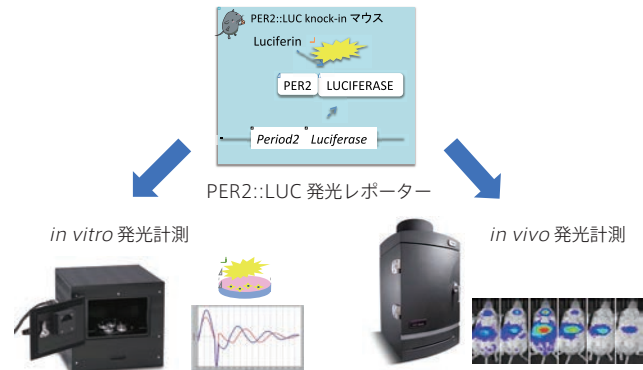 PER2::LUC knock-in マウス
Luciferin
PER2 LUCIFERASE
Period2 Luciferase
PER2::LUC 発光レポーター
in vitro 発光計測
in vivo 発光計測